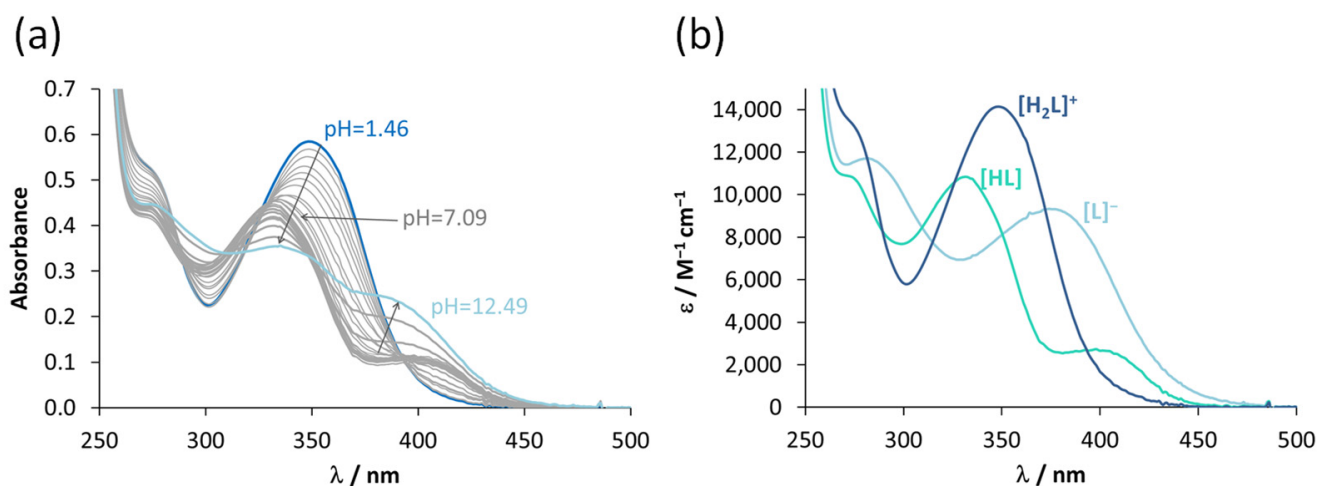 (a)
0.7
0.6
0.5
0.4
0.3
0.2
0.1
0.0
Absorbance
pH=1.46
pH=7.09
pH=12.49
250 300 350 400 450 500
λ / nm
(b)
14,000
12,000
10,000
8,000
6,000
4,000
2,000
0
ε / M⁻¹ cm⁻¹
[H₂L]⁺
[HL]
[L]⁻
250 300 350 400 450 500
λ / nm